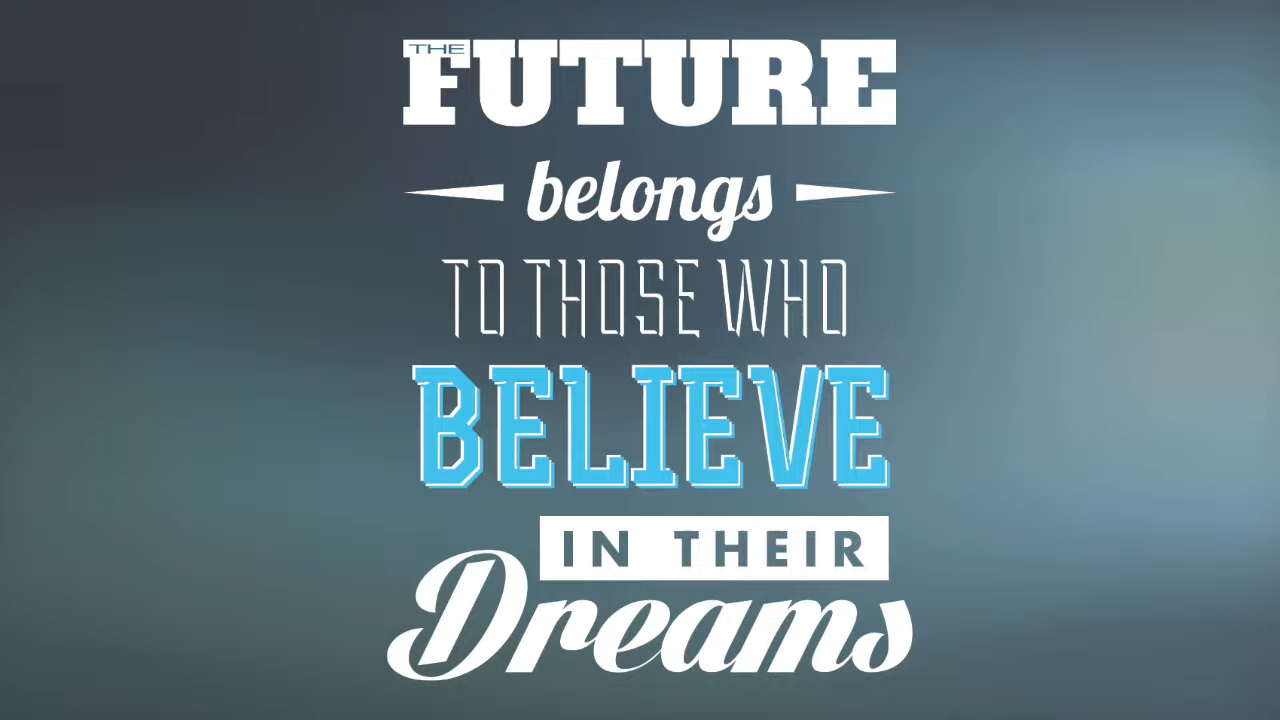 THE
FUTURE
belongs
TO THOSE WHO
BELIEVE
IN THEIR
Dreams